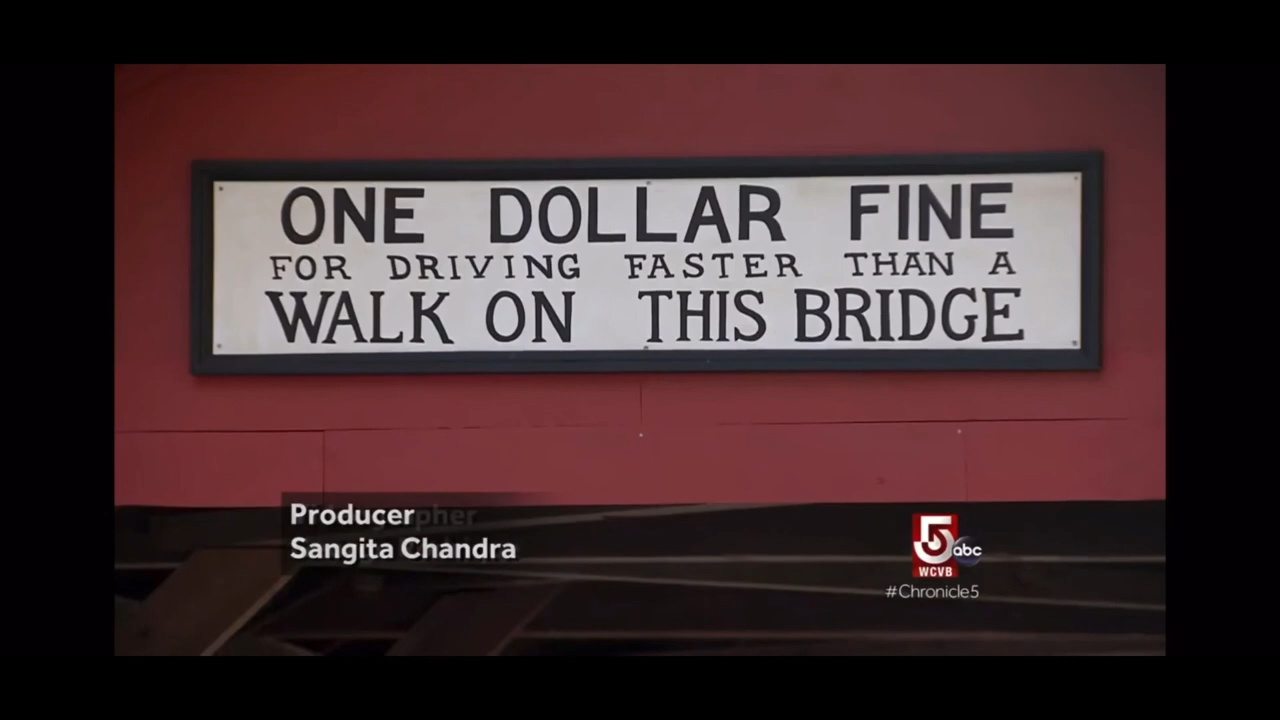 ONE DOLLAR FINE
FOR DRIVING FASTER THAN A
WALK ON THIS BRIDGE
Producer
Sangita Chandra
5
abc
WCVB
#Chronicle5